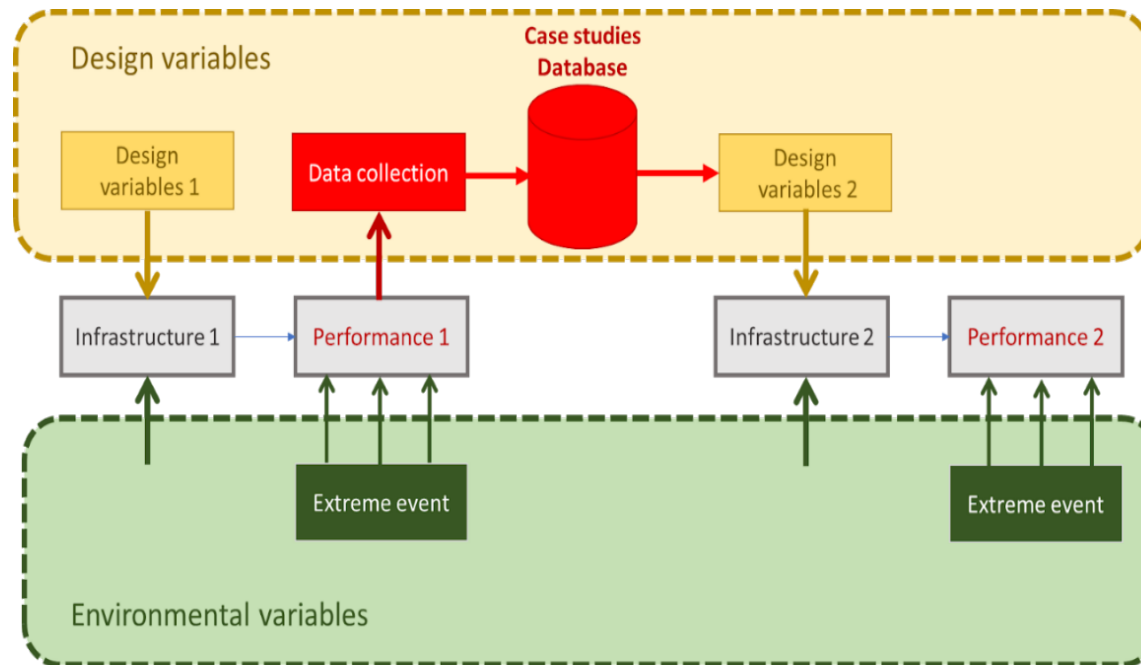 Case studies
Database
Design variables
Design
variables 1
Data collection
Design
variables 2
Infrastructure 1
Performance 1
Infrastructure 2
Performance 2
Extreme event
Extreme event
Environmental variables